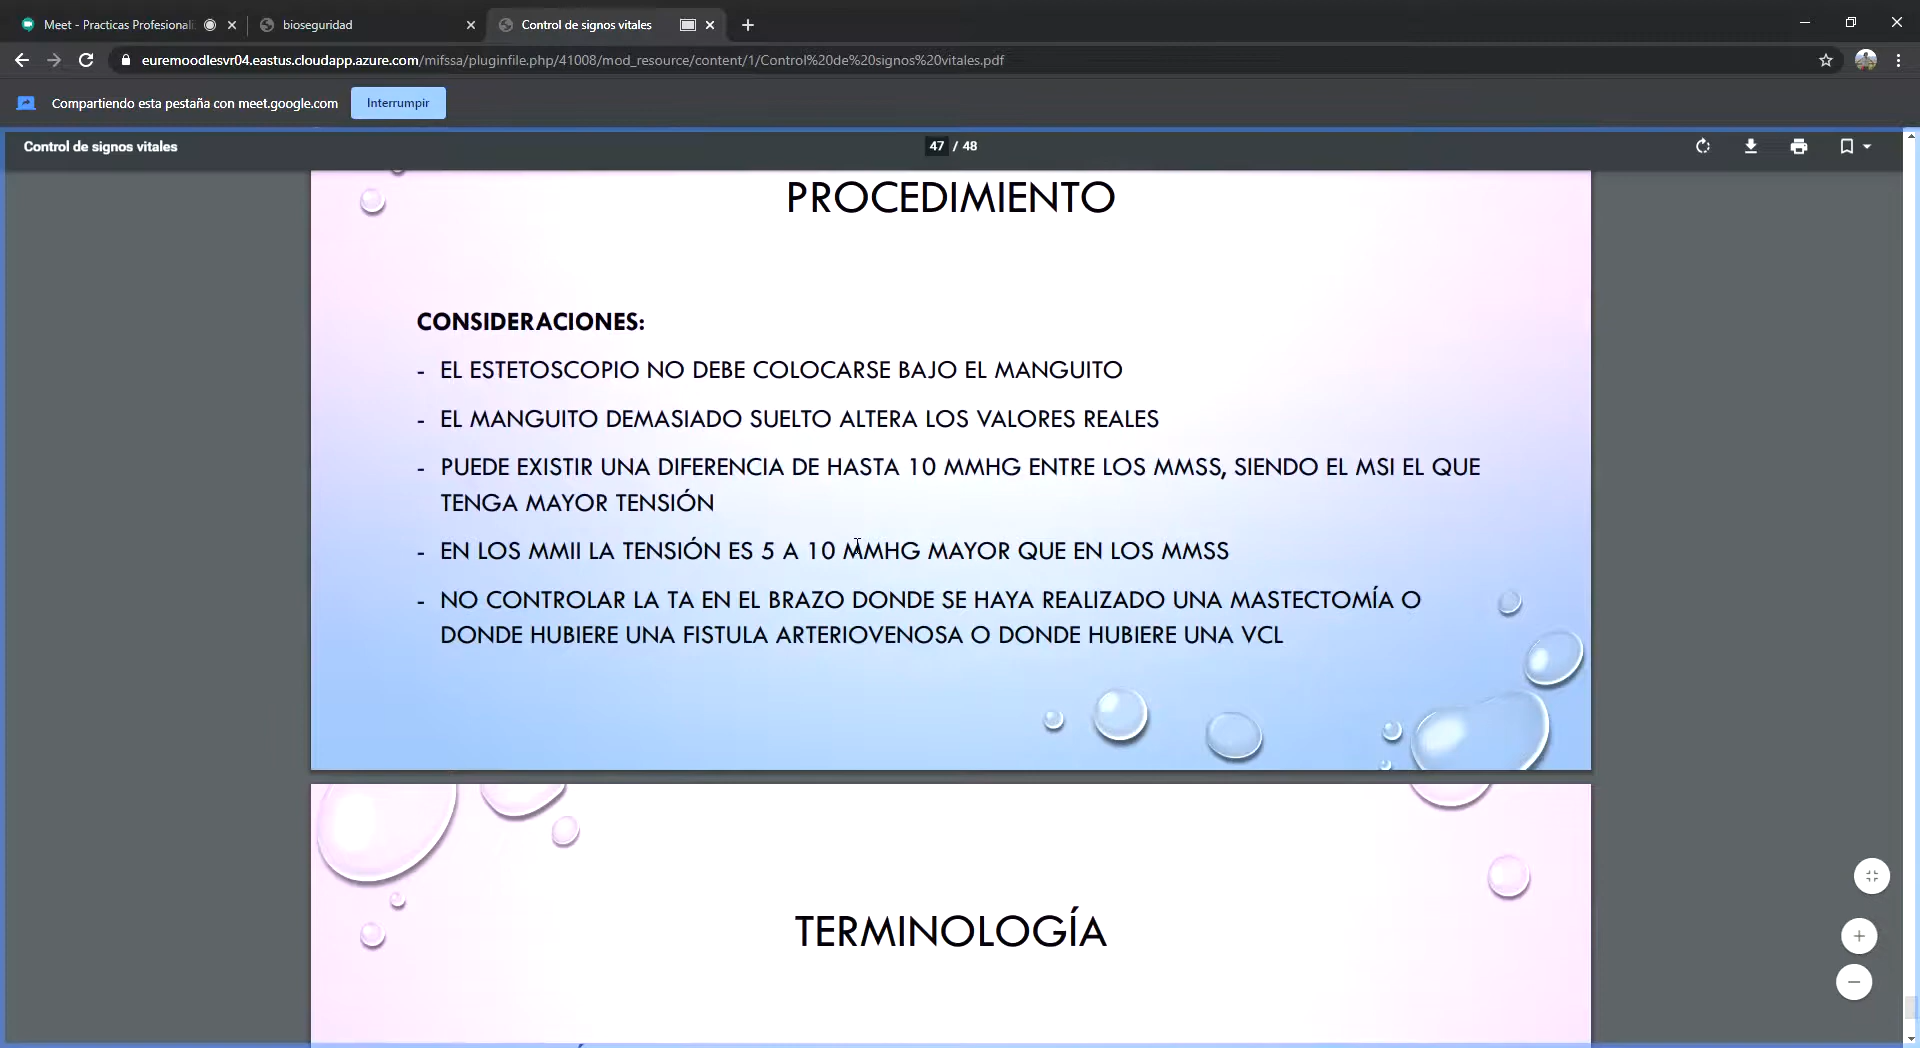 Meet - Practicas Profesionali
bioseguridad
Control de signos vitales
euremoodlesvr04.eastus.cloudapp.azure.com/mifssa/pluginfile.php/41008/mod_resource/content/1/Control%20de%20signos%20vitales.pdf
Compartiendo esta pestaña con meet.google.com
Interrumpir
Control de signos vitales
47 / 48
PROCEDIMIENTO
CONSIDERACIONES:
- EL ESTETOSCOPIO NO DEBE COLOCARSE BAJO EL MANGUITO
- EL MANGUITO DEMASIADO SUELTO ALTERA LOS VALORES REALES
- PUEDE EXISTIR UNA DIFERENCIA DE HASTA 10 MMHG ENTRE LOS MMSS, SIENDO EL MSI EL QUE
TENGA MAYOR TENSIÓN
- EN LOS MMII LA TENSIÓN ES 5 A 10 MMHG MAYOR QUE EN LOS MMSS
- NO CONTROLAR LA TA EN EL BRAZO DONDE SE HAYA REALIZADO UNA MASTECTOMÍA O
DONDE HUBIERE UNA FISTULA ARTERIOVENOSA O DONDE HUBIERE UNA VCL
TERMINOLOGÍA